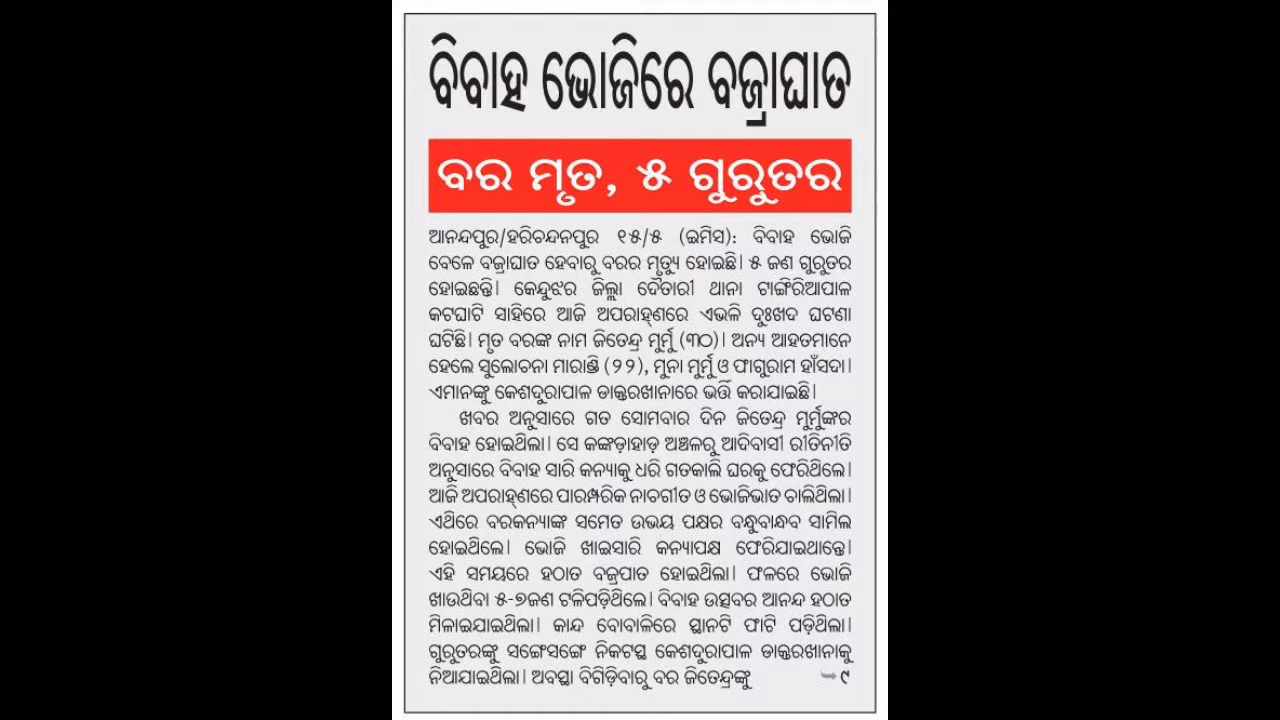 ବିବାହ ଭୋଜିରେ ବଜ୍ରାଘାତ
ବର ମୃତ, ୫ ଗୁରୁତର
ଆନନ୍ଦପୁର/ହରିଚନ୍ଦନପୁର ୧୫/୫ (ଇମିସ): ବିବାହ ଭୋଜି
ବେଳେ ବଜ୍ରାଘାତ ହେବାରୁ ବରର ମୃତ୍ୟୁ ହୋଇଛି। ୫ ଜଣ ଗୁରୁତର
ହୋଇଛନ୍ତି। କେନ୍ଦୁଝର ଜିଲ୍ଲା ଦୈତାରୀ ଥାନା ଟାଙ୍ଗିରିଆପାଳ
କଟଘାଟି ସାହିରେ ଆଜି ଅପରାହ୍ଣରେ ଏଭଳି ଦୁଃଖଦ ଘଟଣା
ଘଟିଛି। ମୃତ ବରଙ୍କ ନାମ ଜିତେନ୍ଦ୍ର ମୁର୍ମୁ (୩୦)। ଅନ୍ୟ ଆହତମାନେ
ହେଲେ ସୁଲୋଚନା ମାରାଣ୍ଡି (୨୨), ମୁନା ମୁର୍ମୁ ଓ ଫାଗୁରାମ ହାଁସଦା।
ଏମାନଙ୍କୁ କେଶଦୁରାପାଳ ଡାକ୍ତରଖାନାରେ ଭର୍ତ୍ତି କରାଯାଇଛି।
ଖବର ଅନୁସାରେ ଗତ ସୋମବାର ଦିନ ଜିତେନ୍ଦ୍ର ମୁର୍ମୁଙ୍କର
ବିବାହ ହୋଇଥିଲା। ସେ କଙ୍କଡ଼ାହାଡ଼ ଅଞ୍ଚଳରୁ ଆଦିବାସୀ ରୀତିନୀତି
ଅନୁସାରେ ବିବାହ ସାରି କନ୍ୟାକୁ ଧରି ଗତକାଲି ଘରକୁ ଫେରିଥିଲେ।
ଆଜି ଅପରାହ୍ଣରେ ପାରମ୍ପରିକ ନାଚଗୀତ ଓ ଭୋଜିଭାତ ଚାଲିଥିଲା।
ଏଥିରେ ବରକନ୍ୟାଙ୍କ ସମେତ ଉଭୟ ପକ୍ଷର ବନ୍ଧୁବାନ୍ଧବ ସାମିଲ
ହୋଇଥିଲେ। ଭୋଜି ଖାଇସାରି କନ୍ୟାପକ୍ଷ ଫେରିଯାଇଥାନ୍ତେ।
ଏହି ସମୟରେ ହଠାତ ବଜ୍ରପାତ ହୋଇଥିଲା। ଫଳରେ ଭୋଜି
ଖାଉଥିବା ୫-୭ଜଣ ଟଳିପଡ଼ିଥିଲେ। ବିବାହ ଉତ୍ସବର ଆନନ୍ଦ ହଠାତ
ମିଳାଇଯାଇଥିଲା। କାନ୍ଦ ବୋବାଳିରେ ସ୍ଥାନଟି ଫାଟି ପଡ଼ିଥିଲା।
ଗୁରୁତରଙ୍କୁ ସଙ୍ଗେସଙ୍ଗେ ନିକଟସ୍ଥ କେଶଦୁରାପାଳ ଡାକ୍ତରଖାନାକୁ
ନିଆଯାଇଥିଲା। ଅବସ୍ଥା ବିଗିଡ଼ିବାରୁ ବର ଜିତେନ୍ଦ୍ରଙ୍କୁ ➥ ୯